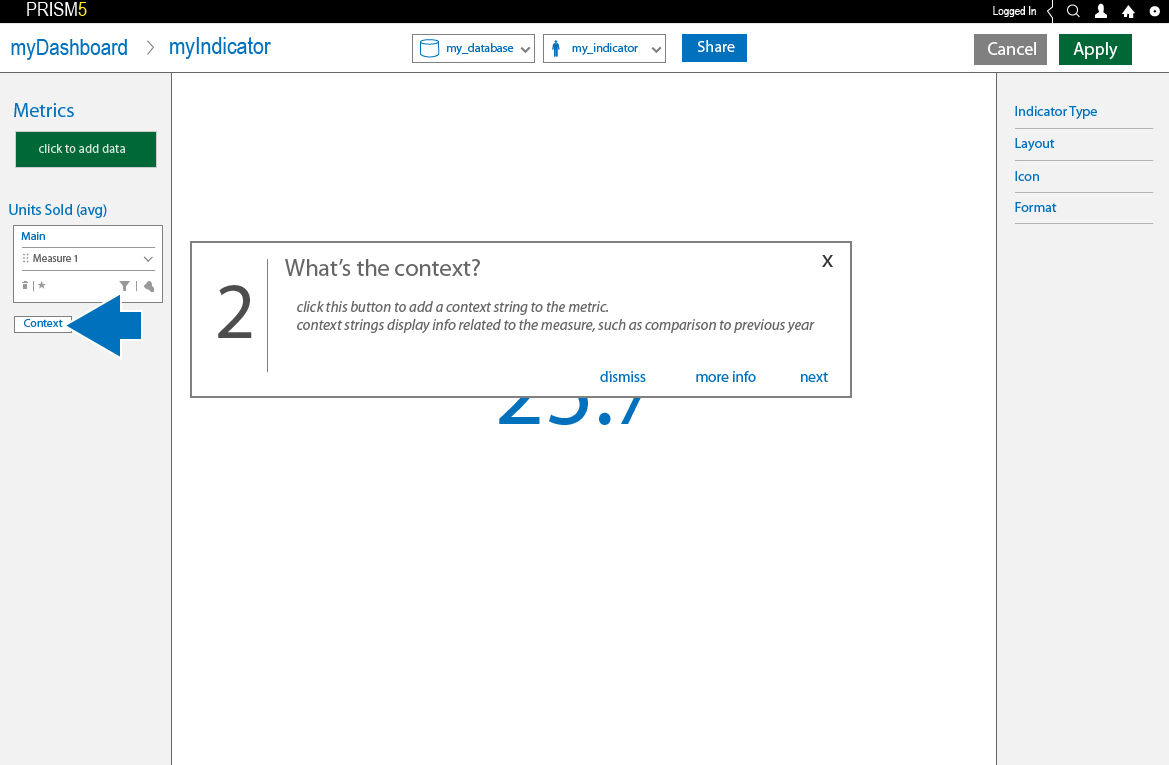 PRISM5
Logged In
myDashboard
myIndicator
my_database
my_indicator
Share
Cancel
Apply
Metrics
click to add data
Units Sold (avg)
Main
Measure 1
Context
2
What's the context?
X
click this button to add a context string to the metric.
context strings display info related to the measure, such as comparison to previous year
dismiss
more info
next
Indicator Type
Layout
Icon
Format